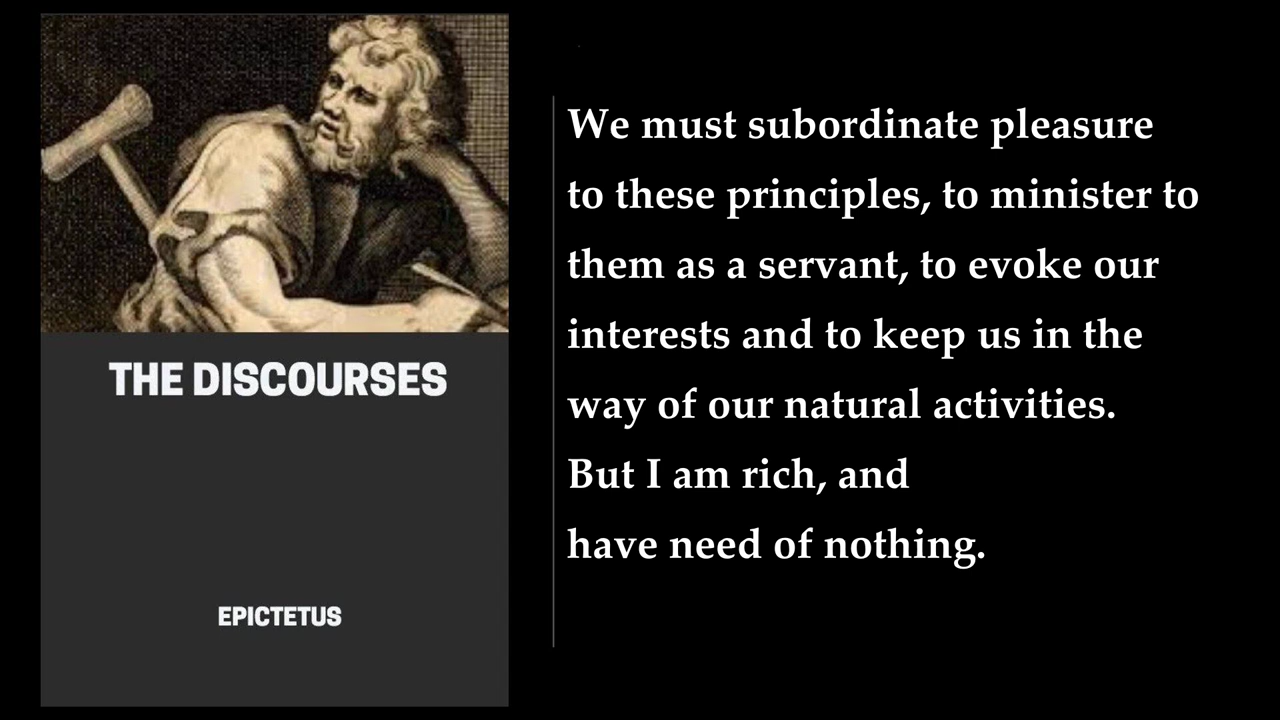 THE DISCOURSES
EPICTETUS
We must subordinate pleasure
to these principles, to minister to
them as a servant, to evoke our
interests and to keep us in the
way of our natural activities.
But I am rich, and
have need of nothing.